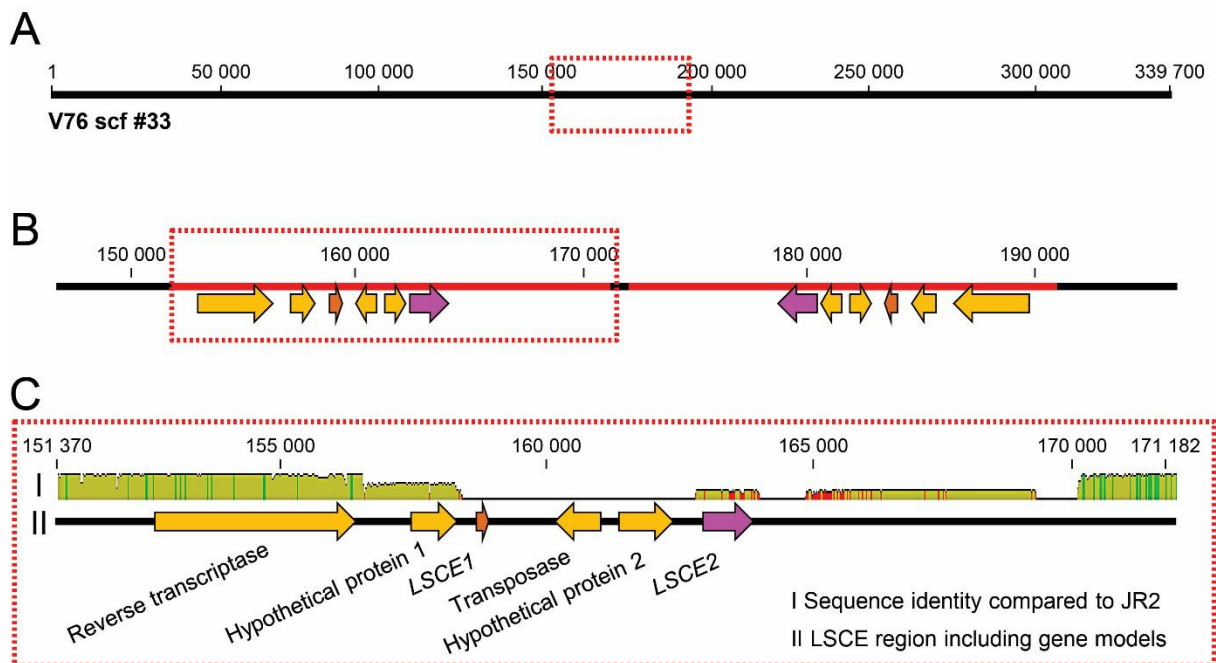 A
1 50 000 100 000 150 000 200 000 250 000 300 000 339 700
V76 scf #33
B
150 000 160 000 170 000 180 000 190 000
C
151 370 155 000 160 000 165 000 170 000 171 182
I
II
Reverse transcriptase
Hypothetical protein 1
LSCE1
Transposase
Hypothetical protein 2
LSCE2
I Sequence identity compared to JR2
II LSCE region including gene models